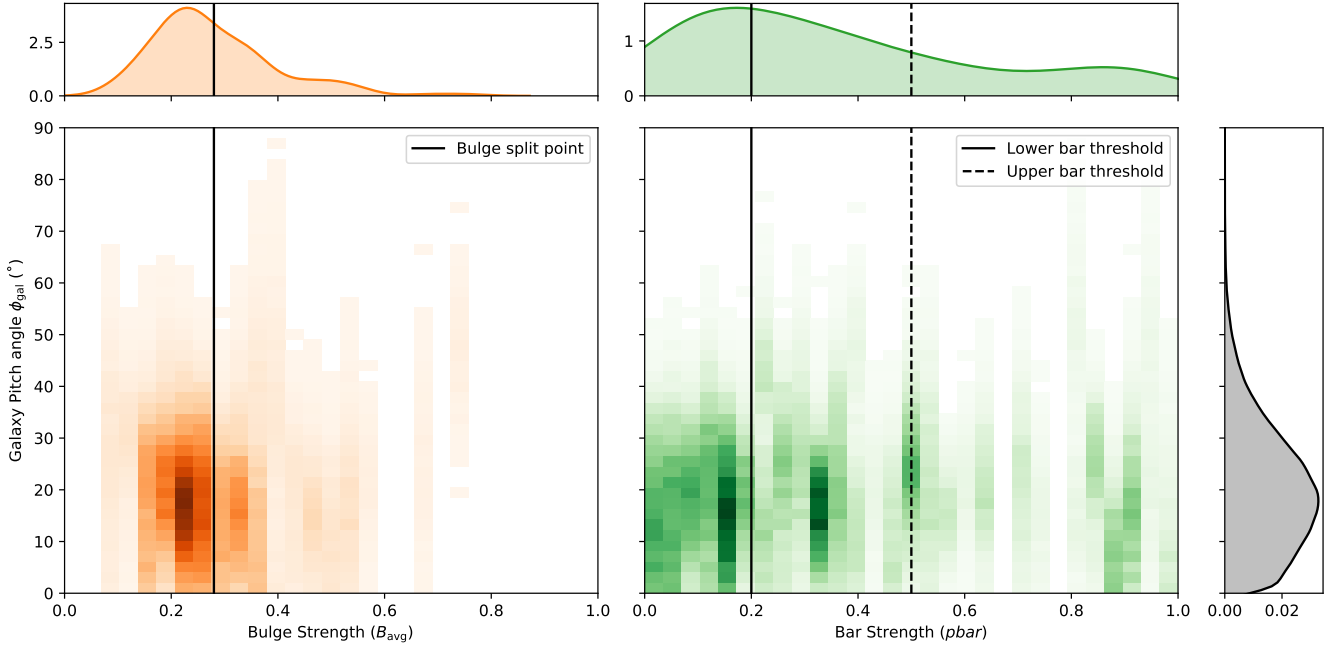 2.5
0.0
1
0
90
80
70
60
50
40
30
20
10
0
Galaxy Pitch angle ϕgal (°)
Bulge split point
0.0 0.2 0.4 0.6 0.8 1.0
Bulge Strength (Bavg)
Lower bar threshold
Upper bar threshold
0.0 0.2 0.4 0.6 0.8 1.0
Bar Strength (pbar)
0.00 0.02